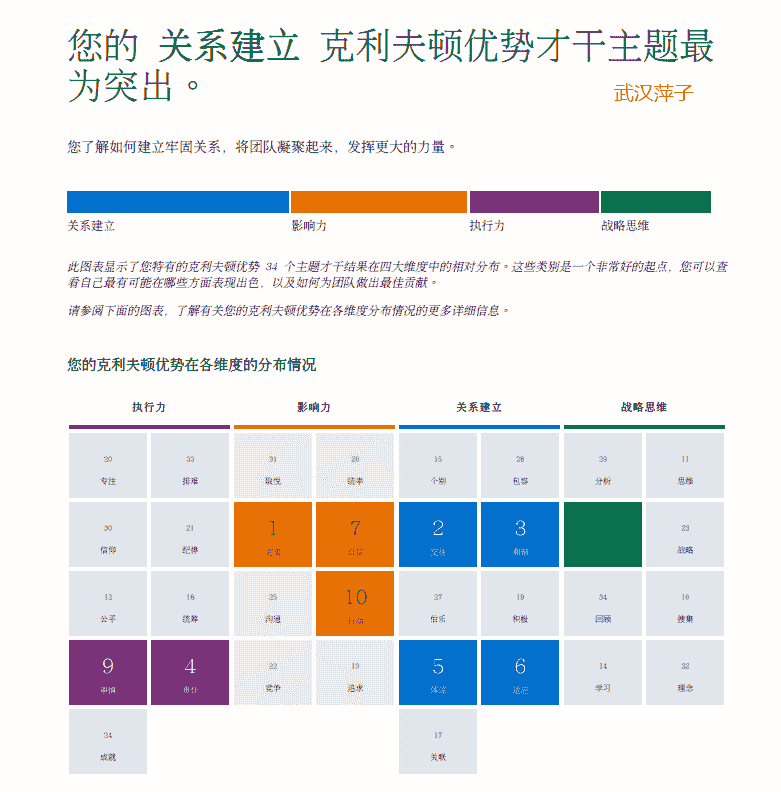 您的 关系建立 克利夫顿优势才干主题最
为突出。
武汉萍子
您了解如何建立牢固关系，将团队凝聚起来，发挥更大的力量。
关系建立 影响力 执行力 战略思维
此图表显示了您特有的克利夫顿优势 34 个主题才干结果在四大维度中的相对分布。这些类别是一个非常好的起点，您可以查
看自己最有可能在哪些方面表现出色，以及如何为团队做出最佳贡献。
请参阅下面的图表，了解有关您的克利夫顿优势在各维度分布情况的更多详细信息。
您的克利夫顿优势在各维度的分布情况
执行力 影响力 关系建立 战略思维
33 15 28 11
专注 排难 取悦 统率 个别 包容 分析 思维
30 21 1 7 2 3 23
信仰 纪律 交往 和谐 战略
12 18 25 10 27 19 34
公平 统筹 沟通 行动 伯乐 积极 回顾 搜集
9 4 22 5 6 14 32
审慎 责任 竞争 追求 体谅 适应 学习 理念
24 17
成就 关联